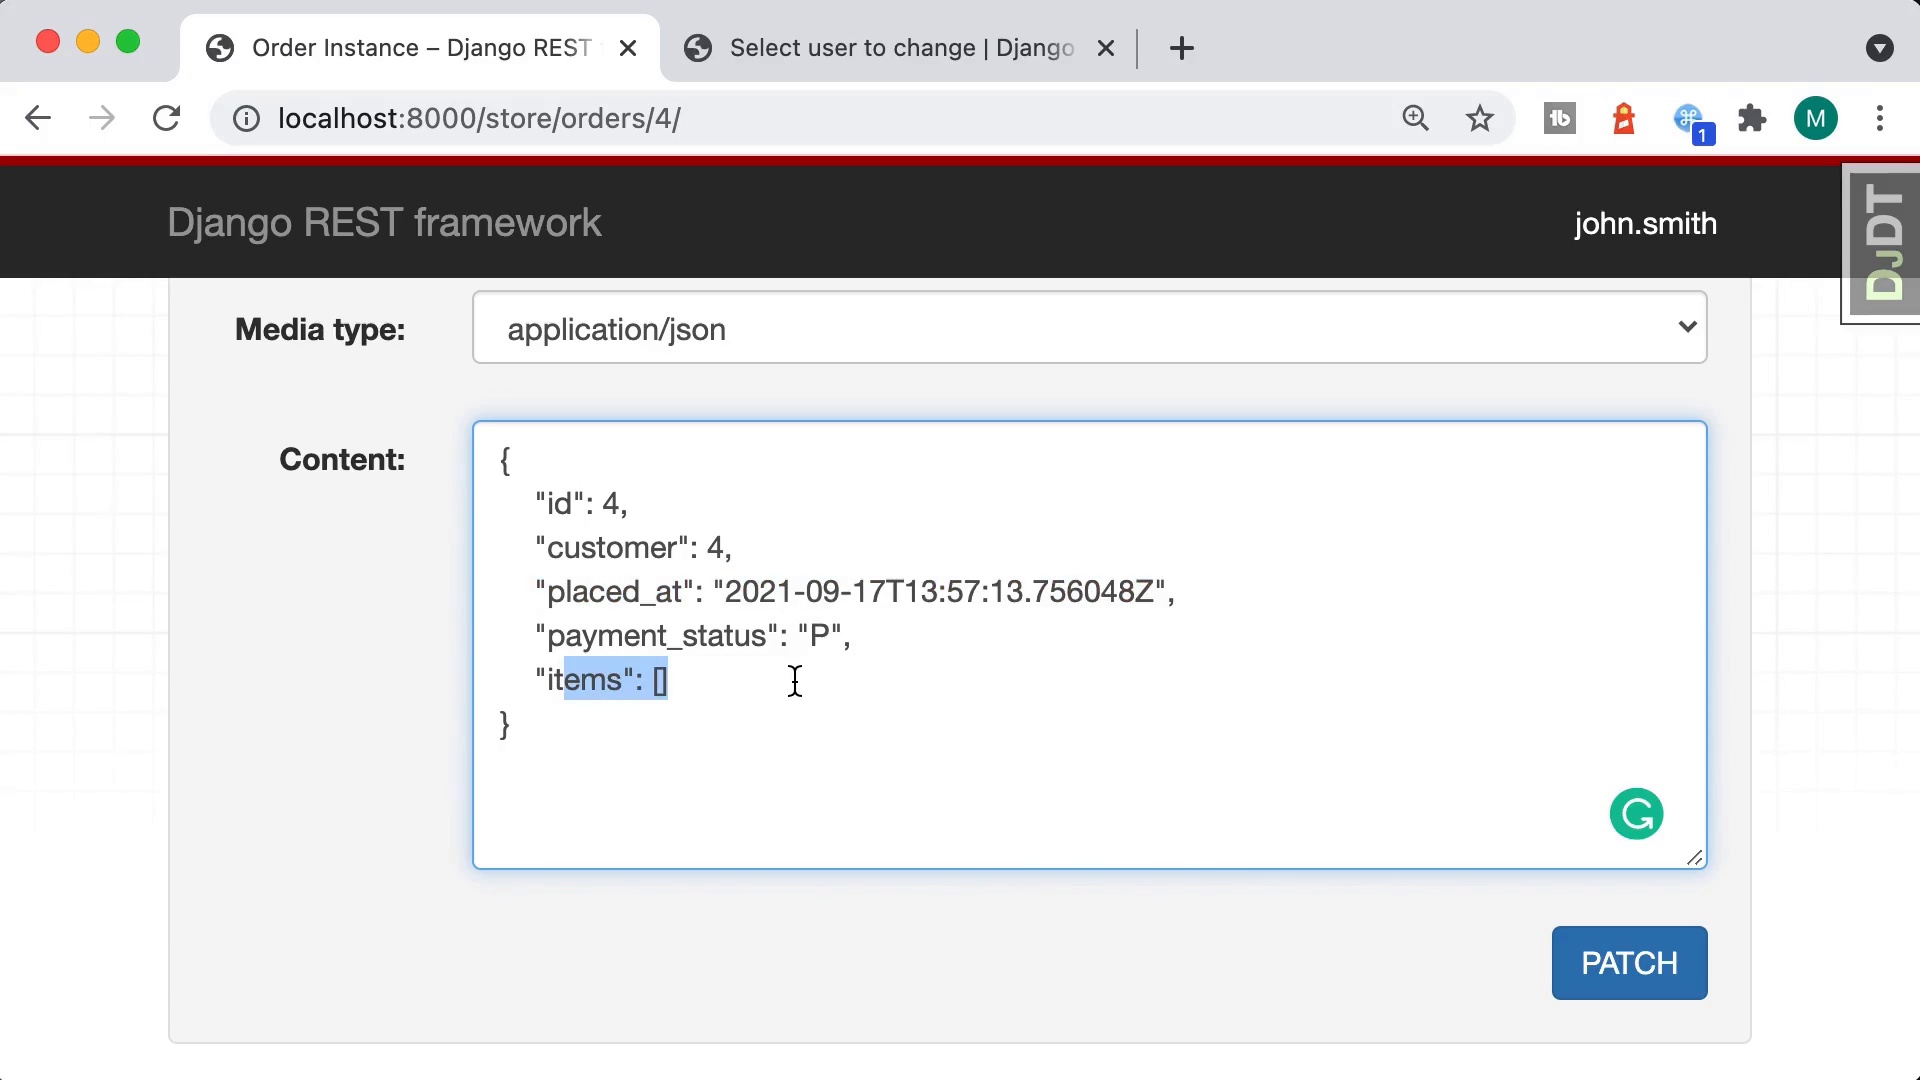 Order Instance – Django REST
Select user to change | Django
localhost:8000/store/orders/4/
1
M
Django REST framework
john.smith
DJDT
Media type:
application/json
Content:
{
"id": 4,
"customer": 4,
"placed_at": "2021-09-17T13:57:13.756048Z",
"payment_status": "P",
"items": []
}
PATCH